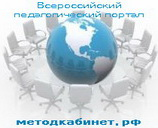 Всероссийский
педагогический портал
методкабинет.рф